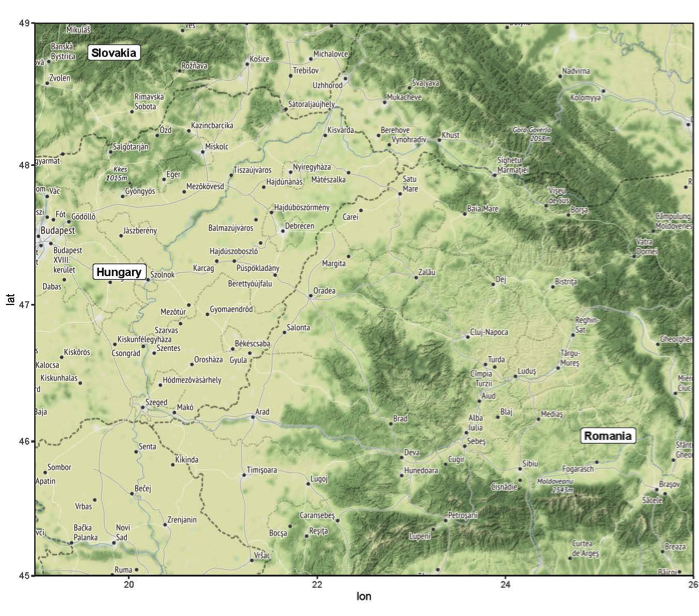 49
Mikuláš
Slovakia
Banská
Bystrica
Zvolen
Košice
Michalovce
Trebišov
Rožňava
Uzhhorod
Svalyava
Mukacheve
Nadvirna
Kolomyya
Rimavská
Sobota
Sátoraljaújhely
Ózd
Kazincbarcika
Kisvárda
Berehove
Vynohradiv
Khust
Salgótarján
Miskolc
48
Kékes
1015m
Eger
Tiszaújváros
Nyíregyháza
Mátészalka
Satu
Mare
Sighetu
Marmației
Vác
Gyöngyös
Mezőkövesd
Hajdúnánás
Hajdúböszörmény
Carei
Baia Mare
Vișeu
Borșa
Câmpulung
Moldovenesc
Fót
Gödöllő
Budapest
Jászberény
Balmazújváros
Debrecen
Vatra
Dornei
Budapest
XVIII.
kerület
Hajdúszoboszló
Karcag
Püspökladány
Margita
Hungary
Szolnok
Berettyóújfalu
Zalău
Dej
Bistrița
Dabas
lat
47
Oradea
Mezőtúr
Gyomaendrőd
Szarvas
Salonta
Cluj-Napoca
Reghin-
Sat
Kiskunfélegyháza
Csongrád
Szentes
Békéscsaba
Gyula
Gheorghen
Kiskőrös
Kalocsa
Orosháza
Turda
Câmpia
Turzii
Luduș
Târgu-
Mureș
Kiskunhalas
Hódmezővásárhely
Aiud
Szeged
Makó
Arad
Brad
Alba
Iulia
Blaj
Mediaș
46
Sebeș
Romania
Senta
Deva
Cugir
Sombor
Kikinda
Timișoara
Hunedoara
Sibiu
Fogarasch
Apatin
Lugoj
Cisnădie
Moldoveanu
Bečej
Brașov
Săcele
Vrbas
Caransebeș
Petroșani
Zrenjanin
Bačka
Palanka
Novi
Sad
Bocșa
Reșița
Lupeni
Curtea
de Argeș
Breaza
Vršac
45
Ruma
20
22
24
26
lon